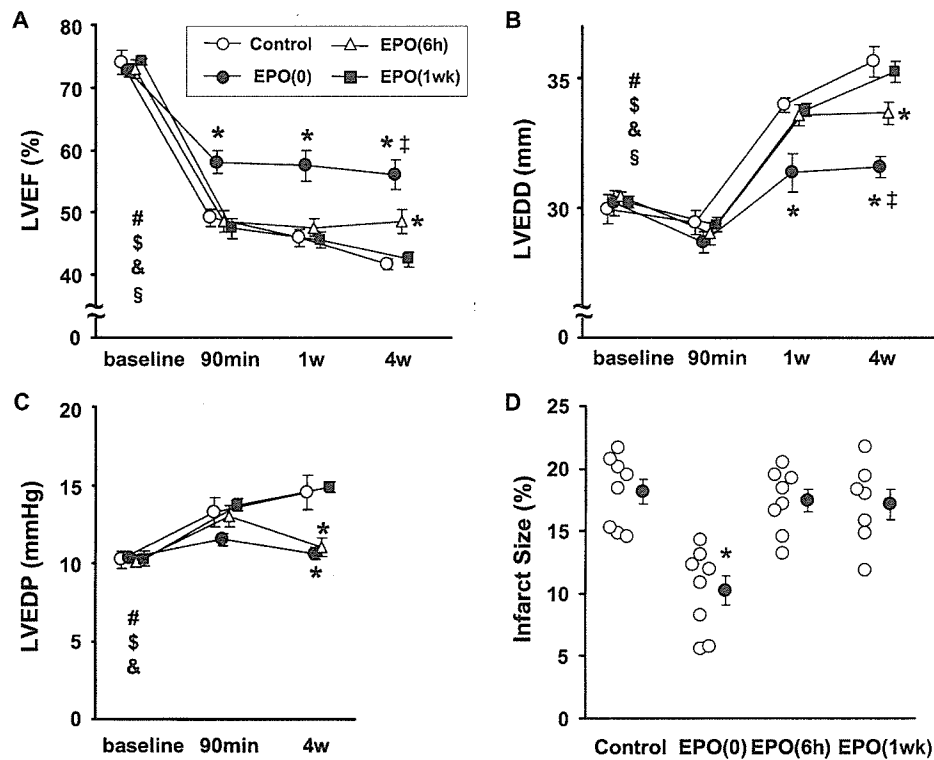 A
LVEF (%)
80
70
60
50
40
0
Control
EPO(0)
EPO(6h)
EPO(1wk)
*
*
* ‡
*
#
$
&
§
baseline 90min 1w 4w
B
LVEDD (mm)
35
30
0
#
$
&
§
*
*
* ‡
baseline 90min 1w 4w
C
LVEDP (mmHg)
20
15
10
5
0
*
*
#
$
&
baseline 90min 4w
D
Infarct Size (%)
25
20
15
10
5
0
*
Control EPO(0) EPO(6h) EPO(1wk)